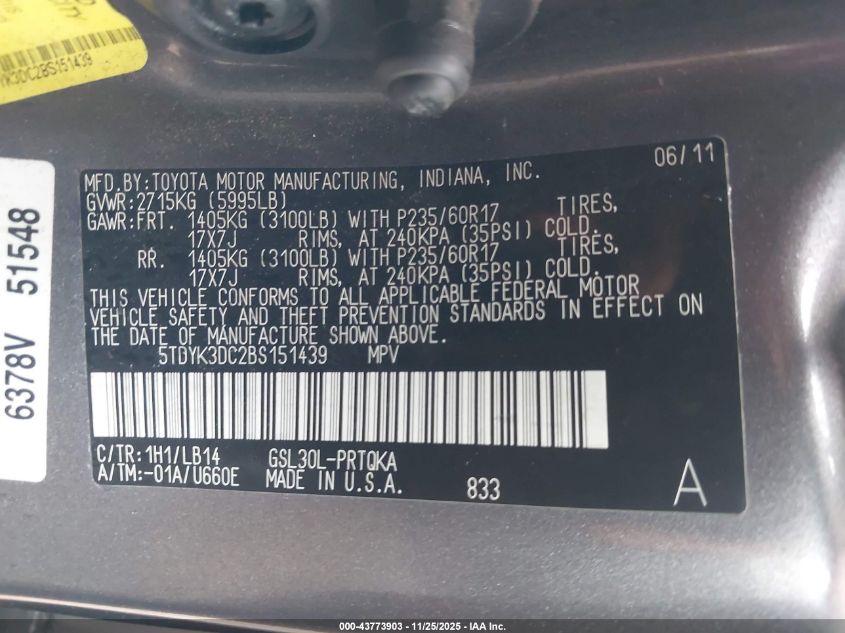 K3DC2BS151439
6378V 51548
MFD.BY:TOYOTA MOTOR MANUFACTURING, INDIANA, INC. 06/11
GVWR:2715KG (5995LB)
GAWR:FRT. 1405KG (3100LB) WITH P235/60R17 TIRES,
17X7J RIMS, AT 240KPA (35PSI) COLD.
RR. 1405KG (3100LB) WITH P235/60R17 TIRES,
17X7J RIMS, AT 240KPA (35PSI) COLD.
THIS VEHICLE CONFORMS TO ALL APPLICABLE FEDERAL MOTOR
VEHICLE SAFETY AND THEFT PREVENTION STANDARDS IN EFFECT ON
THE DATE OF MANUFACTURE SHOWN ABOVE.
5TDYK3DC2BS151439 MPV
C/TR:1H1/LB14 GSL30L-PRTQKA
A/TM:-01A/U660E MADE IN U.S.A. 833 A
000-43773903 - 11/25/2025 - IAA Inc.